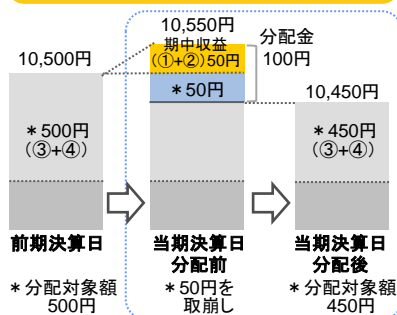 10,550円
期中収益
(①+②)50円
分配金
100円
10,500円
10,450円
＊50円
＊500円
(③+④)
＊450円
(③+④)
前期決算日
当期決算日
分配前
当期決算日
分配後
＊分配対象額
500円
＊50円を
取崩し
＊分配対象額
450円